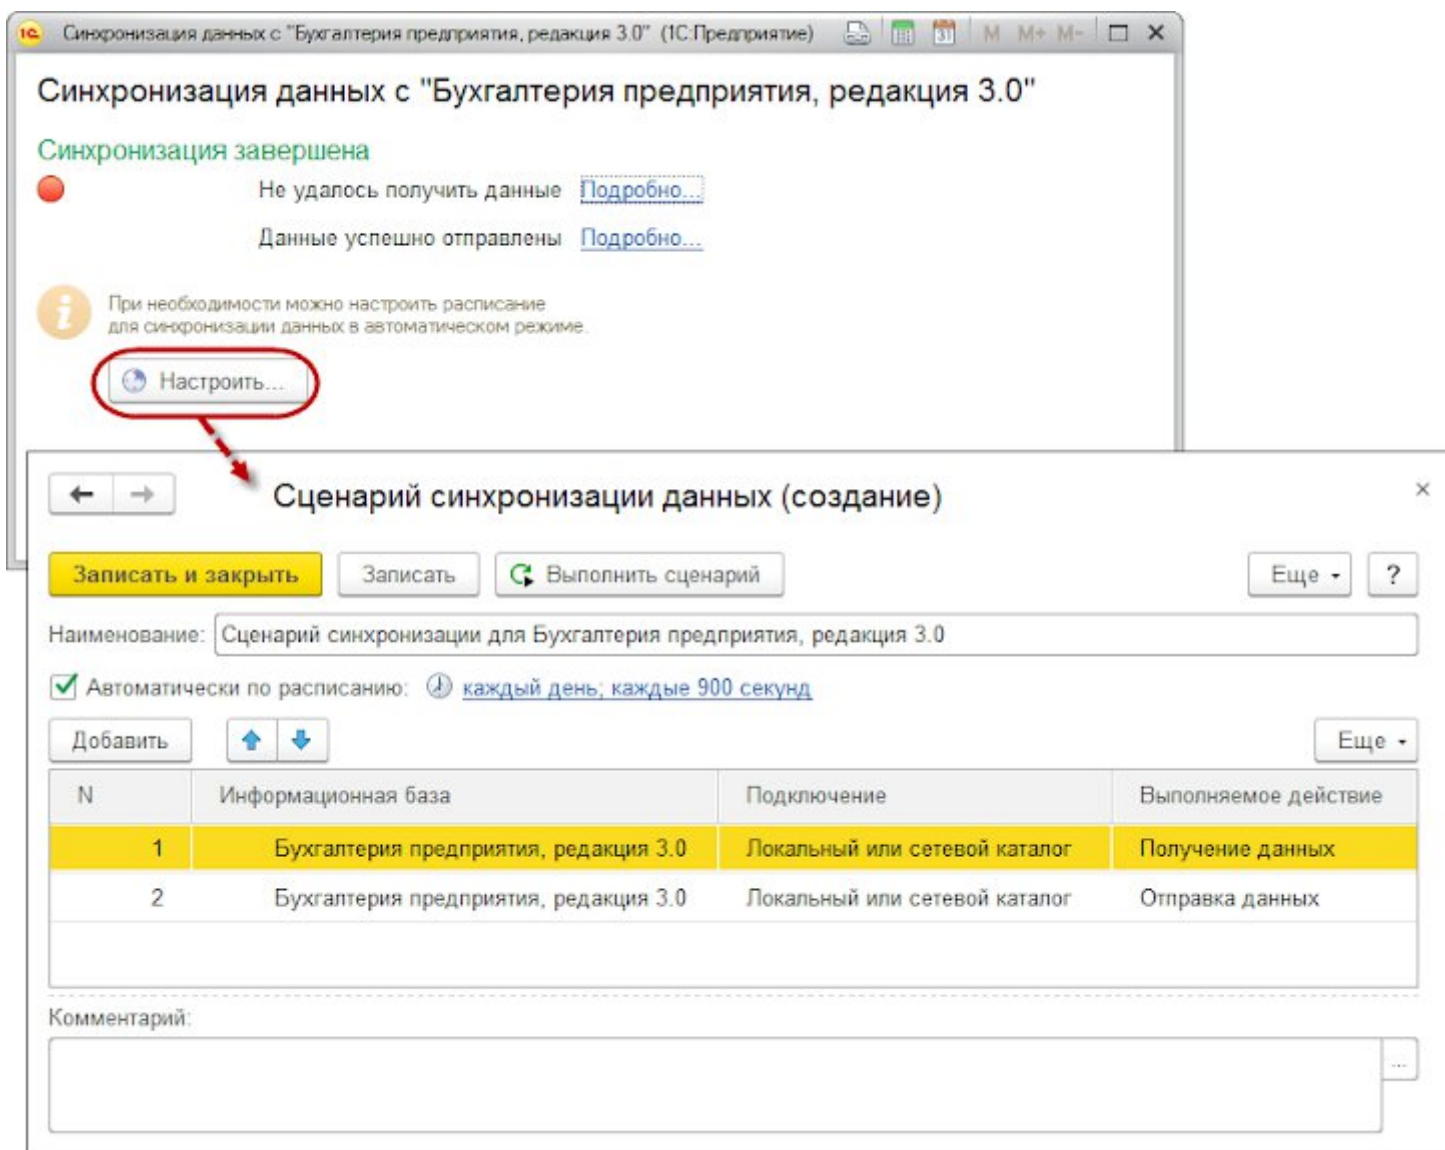 1С Синхронизация данных с "Бухгалтерия предприятия, редакция 3.0" (1С:Предприятие) 31 M M+ M-
Синхронизация данных с "Бухгалтерия предприятия, редакция 3.0"
Синхронизация завершена
Не удалось получить данные Подробно...
Данные успешно отправлены Подробно...
При необходимости можно настроить расписание
для синхронизации данных в автоматическом режиме.
Настроить...
Сценарий синхронизации данных (создание)
Записать и закрыть Записать Выполнить сценарий Еще ?
Наименование: Сценарий синхронизации для Бухгалтерия предприятия, редакция 3.0
Автоматически по расписанию: каждый день; каждые 900 секунд
Добавить Еще
N Информационная база Подключение Выполняемое действие
1 Бухгалтерия предприятия, редакция 3.0 Локальный или сетевой каталог Получение данных
2 Бухгалтерия предприятия, редакция 3.0 Локальный или сетевой каталог Отправка данных
Комментарий:
...